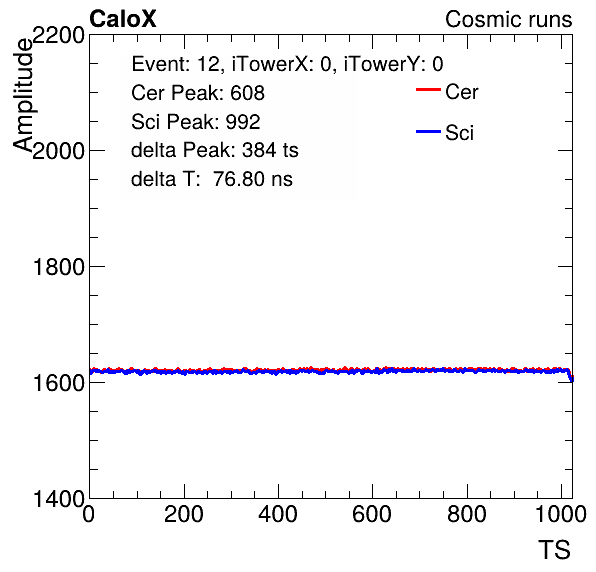 CaloX Cosmic runs
Amplitude
2200
2000
1800
1600
1400
Event: 12, iTowerX: 0, iTowerY: 0
Cer Peak: 608
Sci Peak: 992
delta Peak: 384 ts
delta T:  76.80 ns
Cer
Sci
0 200 400 600 800 1000
TS